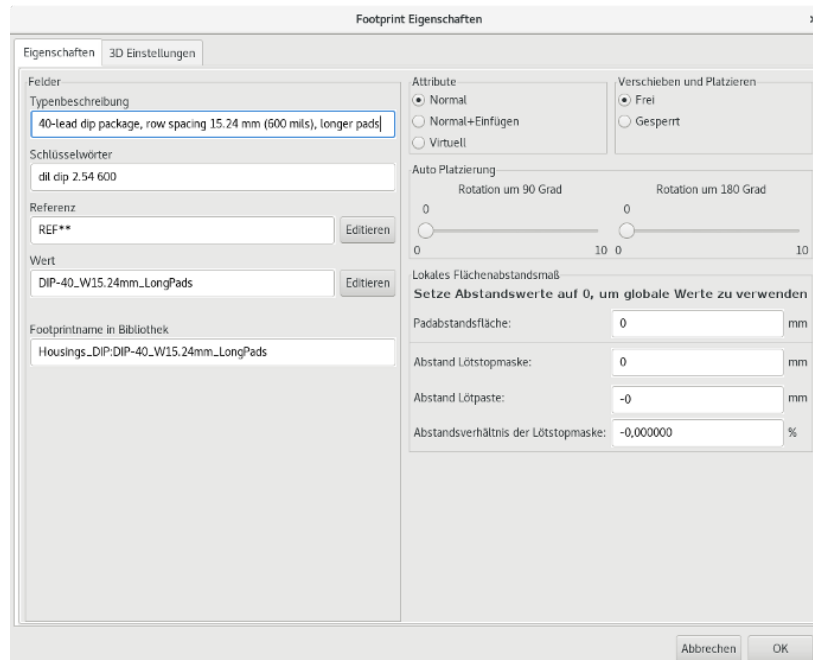 Footprint Eigenschaften
Eigenschaften 3D Einstellungen
Felder
Typenbeschreibung
40-lead dip package, row spacing 15.24 mm (600 mils), longer pads
Schlüsselwörter
dil dip 2.54 600
Referenz
REF** Editieren
Wert
DIP-40_W15.24mm_LongPads Editieren
Footprintname in Bibliothek
Housings_DIP:DIP-40_W15.24mm_LongPads
Attribute
Normal
Normal+Einfügen
Virtuell
Verschieben und Platzieren
Frei
Gesperrt
Auto Platzierung
Rotation um 90 Grad Rotation um 180 Grad
0 0
0 10 0 10
Lokales Flächenabstandsmaß
Setze Abstandswerte auf 0, um globale Werte zu verwenden
Padabstandsfläche: 0 mm
Abstand Lötstopmaske: 0 mm
Abstand Lötpaste: -0 mm
Abstandsverhältnis der Lötstopmaske: -0,000000 %
Abbrechen OK